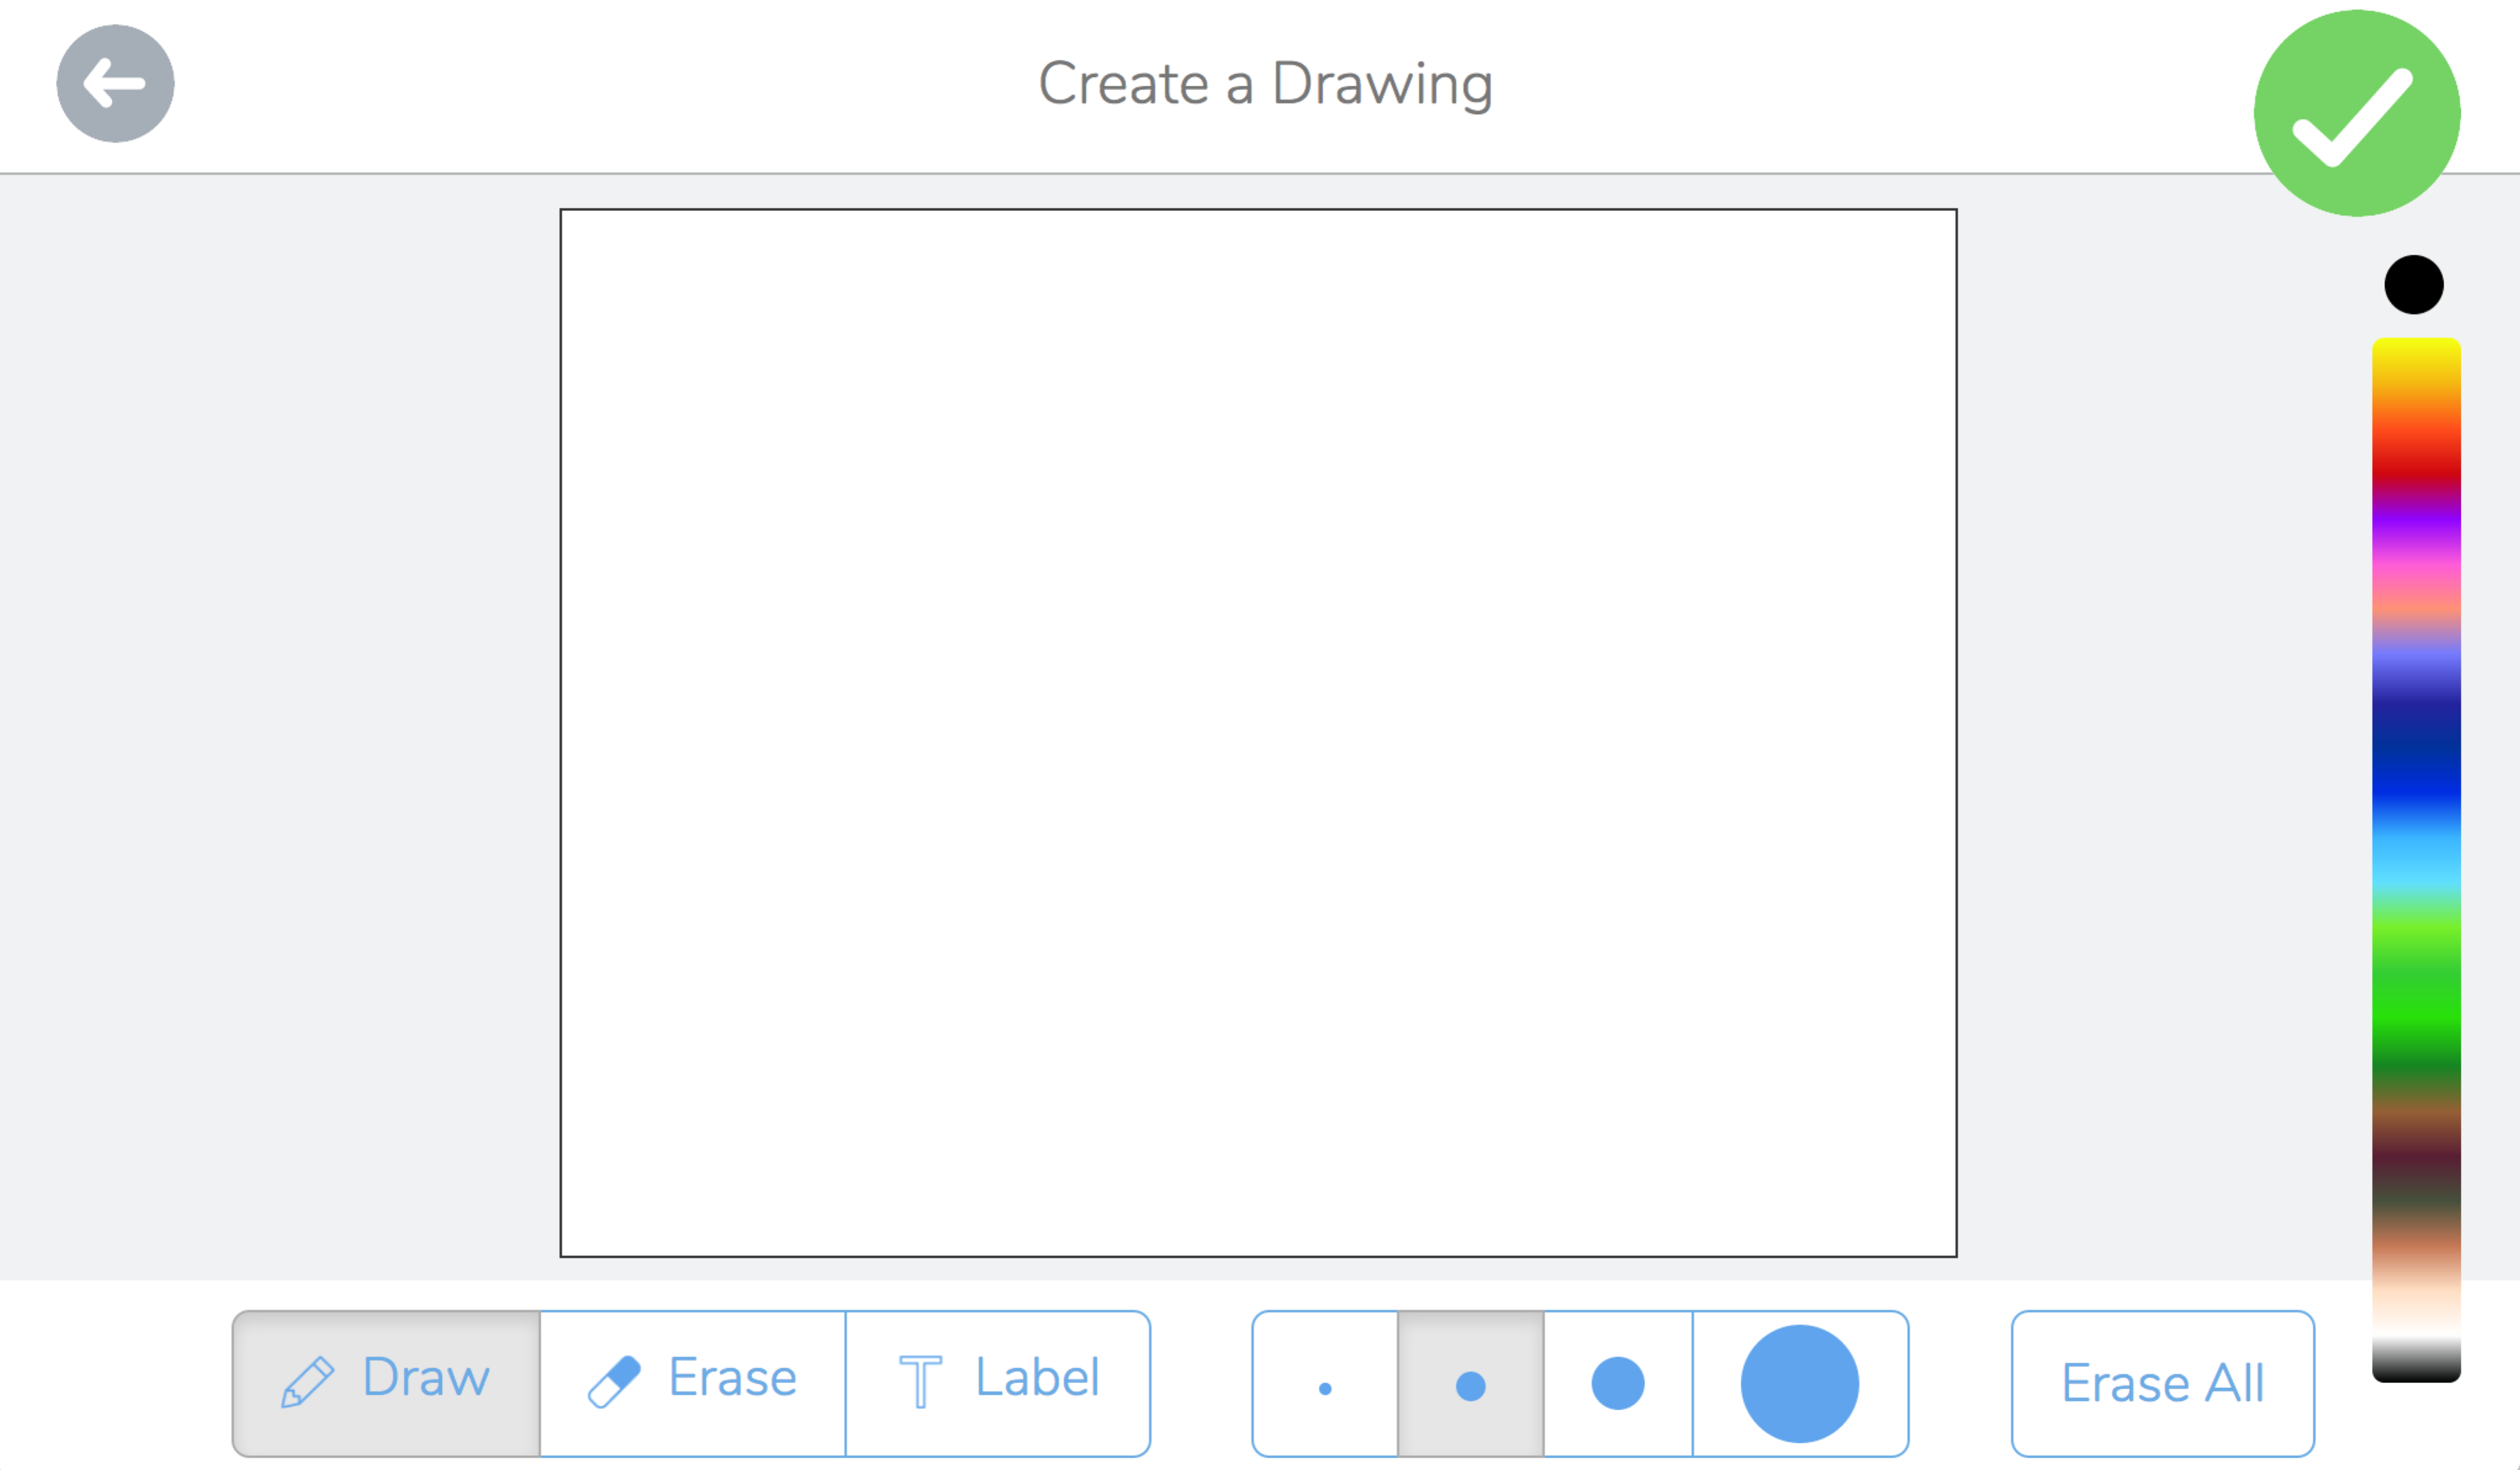 Create a Drawing
Draw
Erase
Label
Erase All